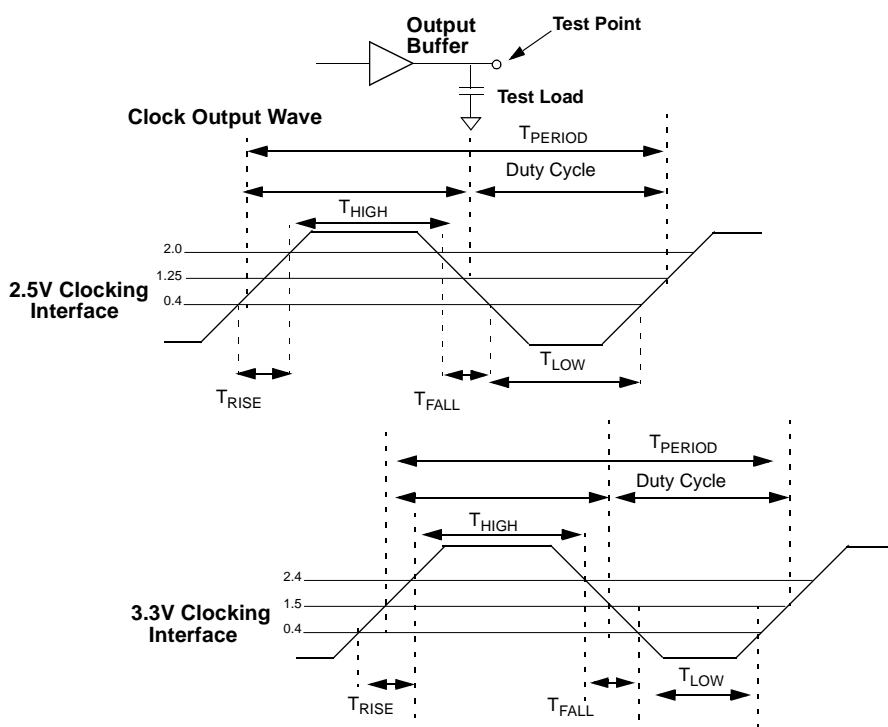 Output
Buffer
Test Point
Test Load
Clock Output Wave
TPERIOD
Duty Cycle
THIGH
2.0
1.25
0.4
2.5V Clocking
Interface
TLOW
TRISE
TFALL
TPERIOD
Duty Cycle
THIGH
2.4
1.5
0.4
3.3V Clocking
Interface
TLOW
TRISE
TFALL